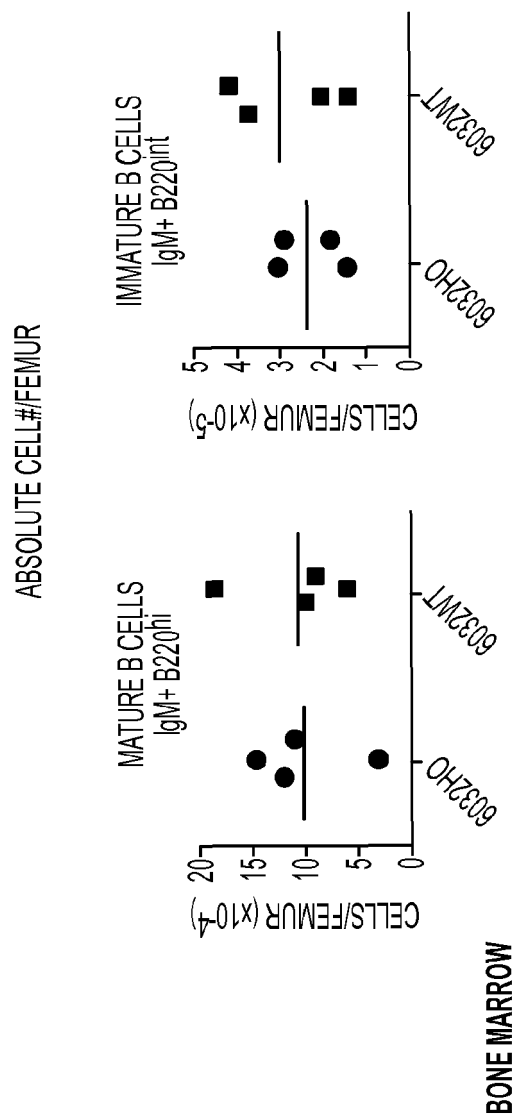 ABSOLUTE CELL#/FEMUR
MATURE B CELLS
IgM+ B220hi
CELLS/FEMUR (x10-4)
20
15
10
5
0
6032HO
6032WT
IMMATURE B CELLS
IgM+ B220int
CELLS/FEMUR (x10-5)
5
4
3
2
1
0
6032HO
6032WT
BONE MARROW